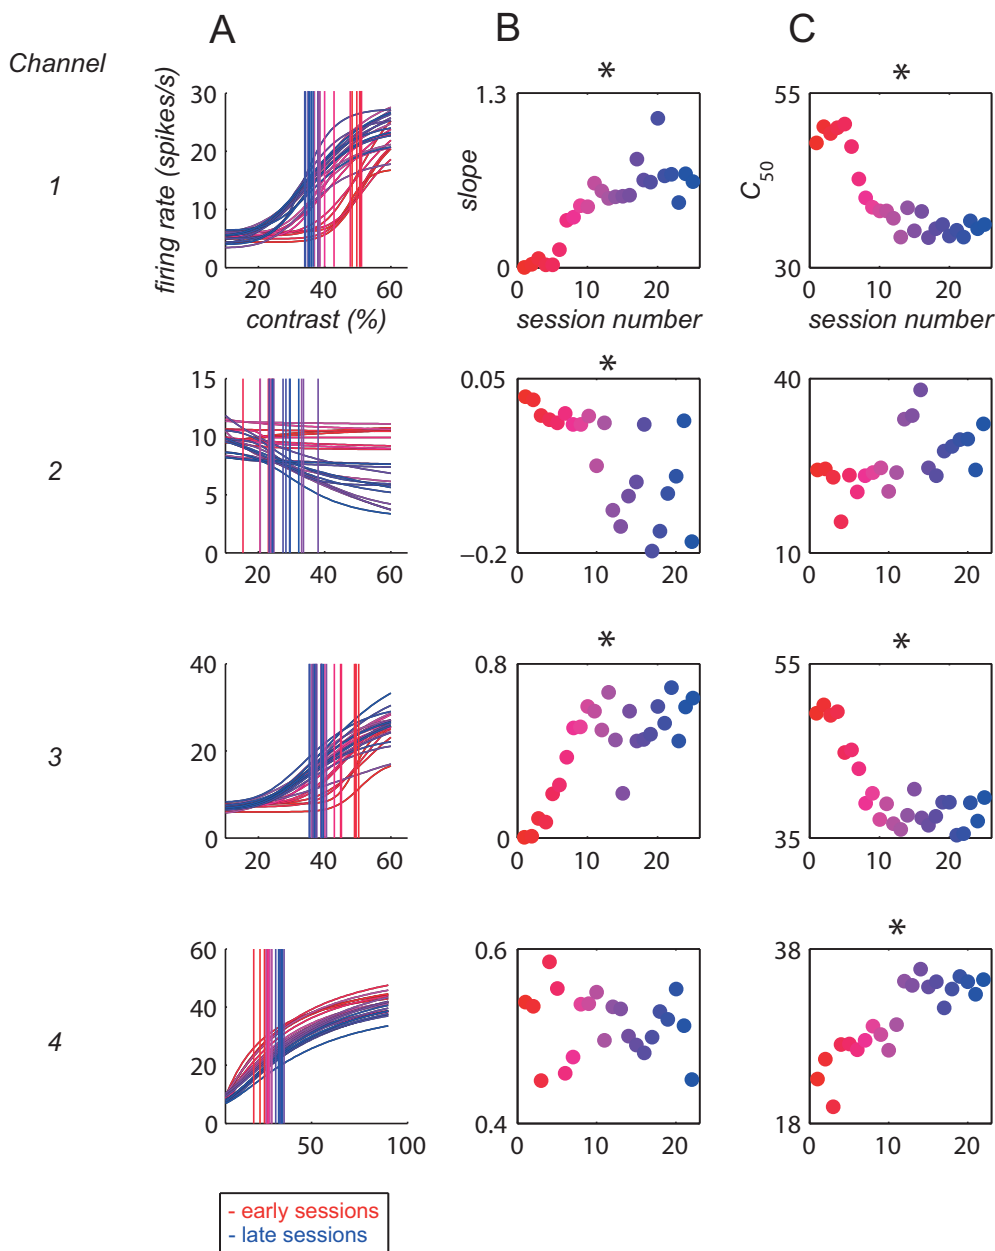 A B C
Channel
* *
firing rate (spikes/s)
30
20
10
0
20 40 60
contrast (%)
1
slope
1.3
0
0 10 20
session number
C50
55
30
0 10 20
session number
*
2
15
10
5
0
20 40 60
0.05
−0.2
0 10 20
40
10
0 10 20
* *
3
40
20
0
20 40 60
0.8
0
0 10 20
55
35
0 10 20
*
4
60
40
20
0
50 100
0.6
0.4
0 10 20
38
18
0 10 20
- early sessions
- late sessions